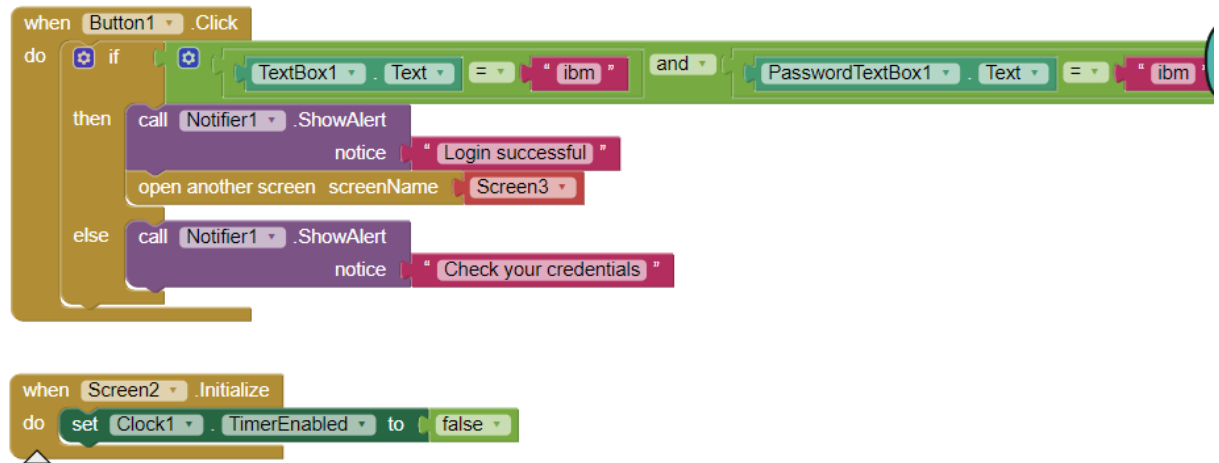 when Button1 .Click
do if TextBox1 . Text = " ibm " and PasswordTextBox1 . Text = " ibm "
then call Notifier1 .ShowAlert
notice " Login successful "
open another screen screenName Screen3
else call Notifier1 .ShowAlert
notice " Check your credentials "
when Screen2 .Initialize
do set Clock1 . TimerEnabled to false